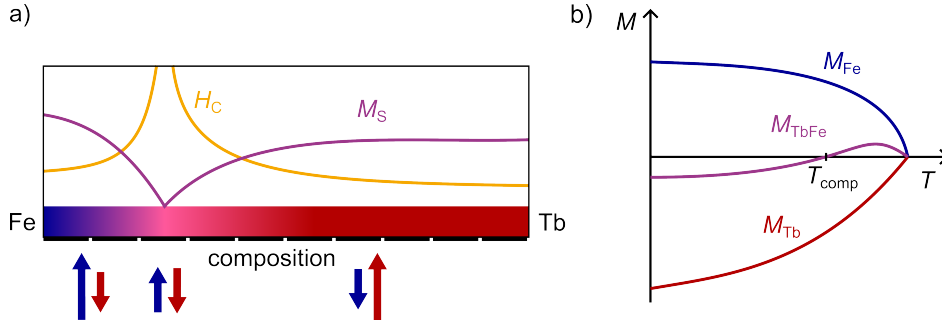 a)
H_C
M_S
Fe
Tb
composition
b)
M
M_Fe
M_TbFe
T_comp
T
M_Tb